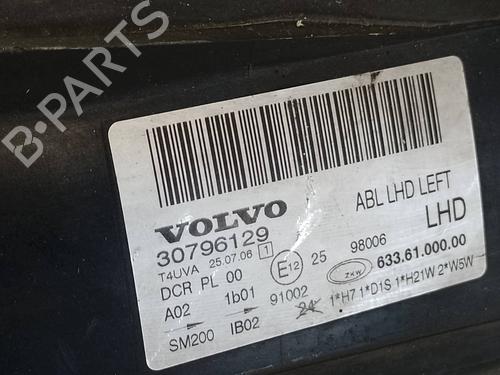 B-PARTS
VOLVO
30796129
T4UVA 25.07.06 1
DCR PL 00
A02 1b01
SM200 IB02
E12 25
91002
24
ABL LHD LEFT
LHD
98006
ZKW 633.61.000.00
1*H7 1*D1S 1*H21W 2*W5W